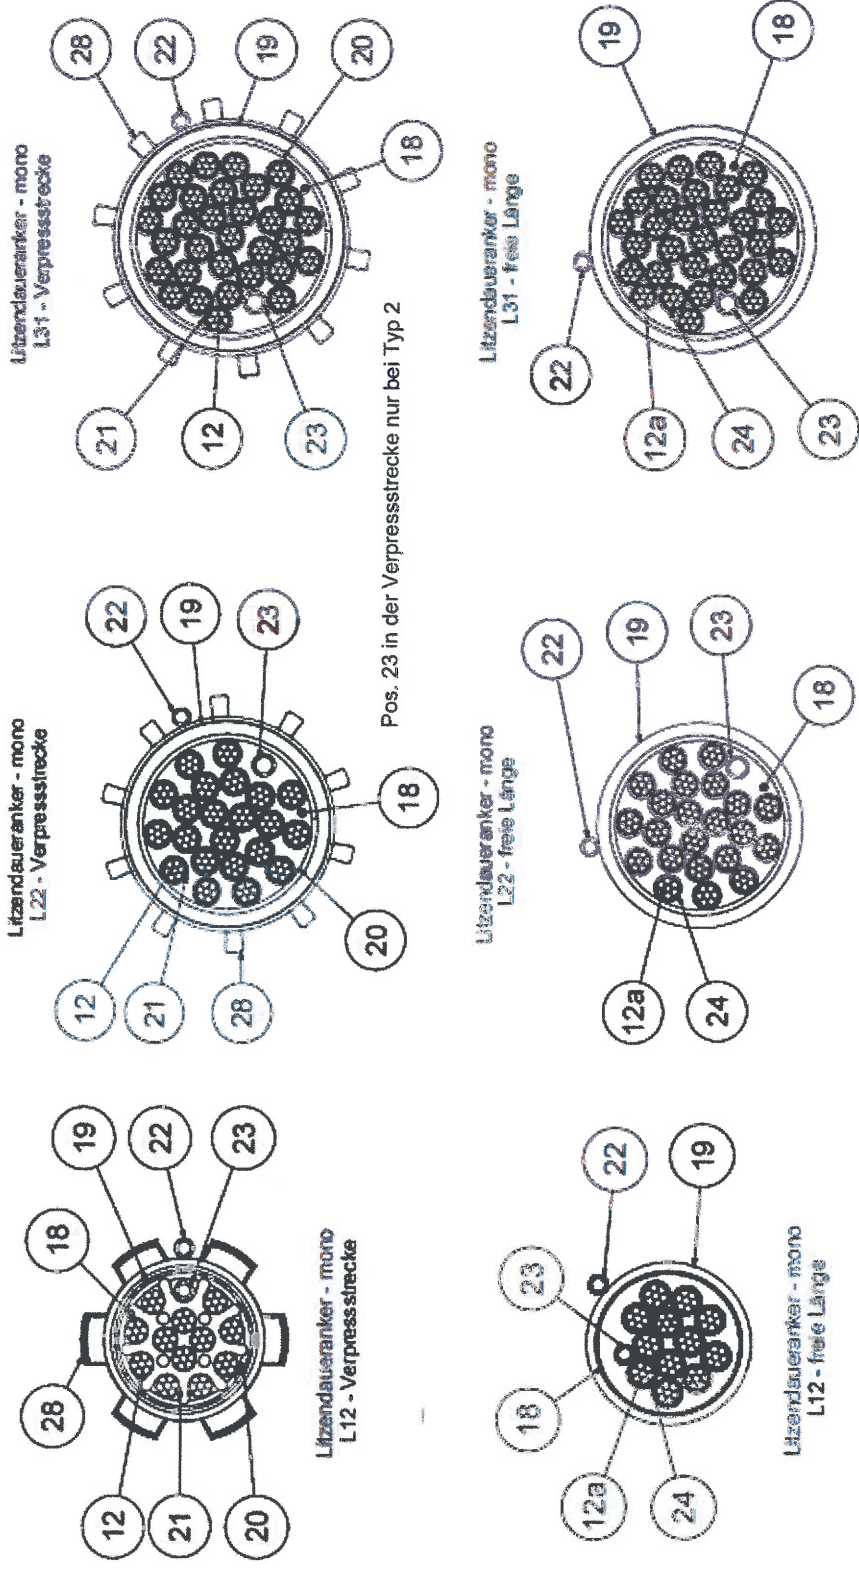 Litzendaueranker - mono
L12 - Verpressstrecke
28
18
19
22
23
12
21
20
Litzendaueranker - mono
L22 - Verpressstrecke
12
21
28
20
18
22
19
23
Litzendaueranker - mono
L31 - Verpressstrecke
28
22
19
20
18
21
12
23
Pos. 23 in der Verpressstrecke nur bei Typ 2
Litzendaueranker - mono
L12 - freie Länge
12a
24
18
23
22
19
Litzendaueranker - mono
L22 - freie Länge
12a
24
22
19
23
18
Litzendaueranker - mono
L31 - freie Länge
22
12a
24
23
19
18